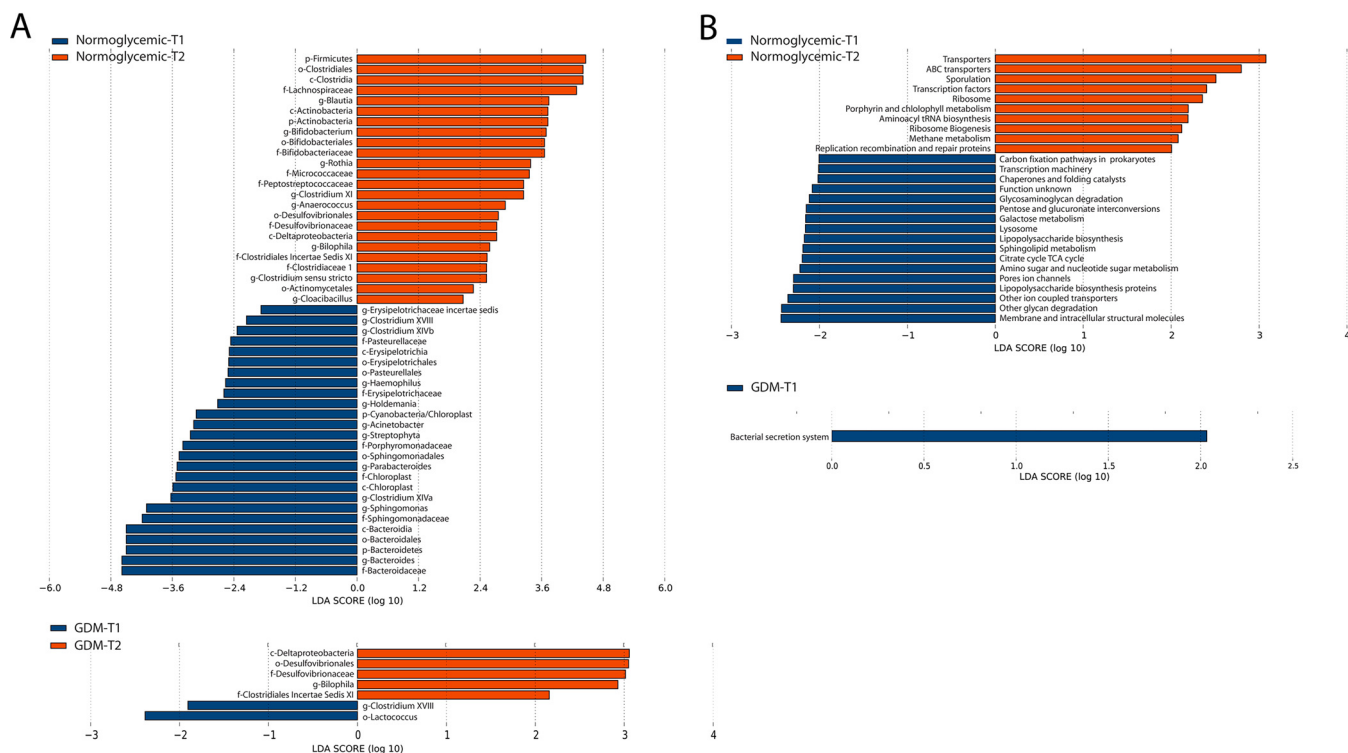 A
Normoglycemic-T1
Normoglycemic-T2
p-Firmicutes
o-Clostridiales
c-Clostridia
f-Lachnospiraceae
g-Blautia
c-Actinobacteria
p-Actinobacteria
g-Bifidobacterium
o-Bifidobacteriales
f-Bifidobacteriaceae
g-Rothia
f-Micrococcaceae
f-Peptostreptococcaceae
g-Clostridium XI
g-Anaerococcus
o-Desulfovibrionales
f-Desulfovibrionaceae
c-Deltaproteobacteria
g-Bilophila
f-Clostridiales Incertae Sedis XI
f-Clostridiaceae 1
g-Clostridium sensu stricto
o-Actinomycetales
g-Cloacibacillus
g-Erysipelotrichaceae incertae sedis
g-Clostridium XVIII
g-Clostridium XIVb
f-Pasteurellaceae
c-Erysipelotrichia
o-Erysipelotrichales
o-Pasteurellales
g-Haemophilus
f-Erysipelotrichaceae
g-Holdemania
p-Cyanobacteria/Chloroplast
g-Acinetobacter
g-Streptophyta
f-Porphyromonadaceae
o-Sphingomonadales
g-Parabacteroides
f-Chloroplast
c-Chloroplast
g-Clostridium XIVa
g-Sphingomonas
f-Sphingomonadaceae
c-Bacteroidia
o-Bacteroidales
p-Bacteroidetes
g-Bacteroides
f-Bacteroidaceae
−6.0 −4.8 −3.6 −2.4 −1.2 0.0 1.2 2.4 3.6 4.8 6.0
LDA SCORE (log 10)
GDM-T1
GDM-T2
c-Deltaproteobacteria
o-Desulfovibrionales
f-Desulfovibrionaceae
g-Bilophila
f-Clostridiales Incertae Sedis XI
g-Clostridium XVIII
o-Lactococcus
−3 −2 −1 0 1 2 3 4
LDA SCORE (log 10)
B
Normoglycemic-T1
Normoglycemic-T2
Transporters
ABC transporters
Sporulation
Transcription factors
Ribosome
Porphyrin and chlolophyll metabolism
Aminoacyl tRNA biosynthesis
Ribosome Biogenesis
Methane metabolism
Replication recombination and repair proteins
Carbon fixation pathways in prokaryotes
Transcription machinery
Chaperones and folding catalysts
Function unknown
Glycosaminoglycan degradation
Pentose and glucuronate interconversions
Galactose metabolism
Lysosome
Lipopolysaccharide biosynthesis
Sphingolipid metabolism
Citrate cycle TCA cycle
Amino sugar and nucleotide sugar metabolism
Pores ion channels
Lipopolysaccharide biosynthesis proteins
Other ion coupled transporters
Other glycan degradation
Membrane and intracellular structural molecules
−3 −2 −1 0 1 2 3 4
LDA SCORE (log 10)
GDM-T1
Bacterial secretion system
0.0 0.5 1.0 1.5 2.0 2.5
LDA SCORE (log 10)